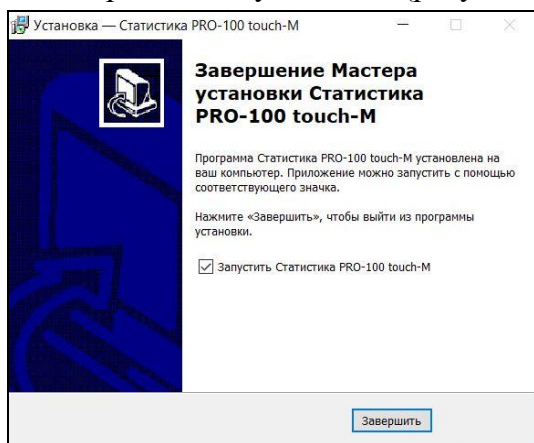 Установка — Статистика PRO-100 touch-M
Завершение Мастера
установки Статистика
PRO-100 touch-M
Программа Статистика PRO-100 touch-M установлена на
ваш компьютер. Приложение можно запустить с помощью
соответствующего значка.
Нажмите «Завершить», чтобы выйти из программы
установки.
Запустить Статистика PRO-100 touch-M
Завершить